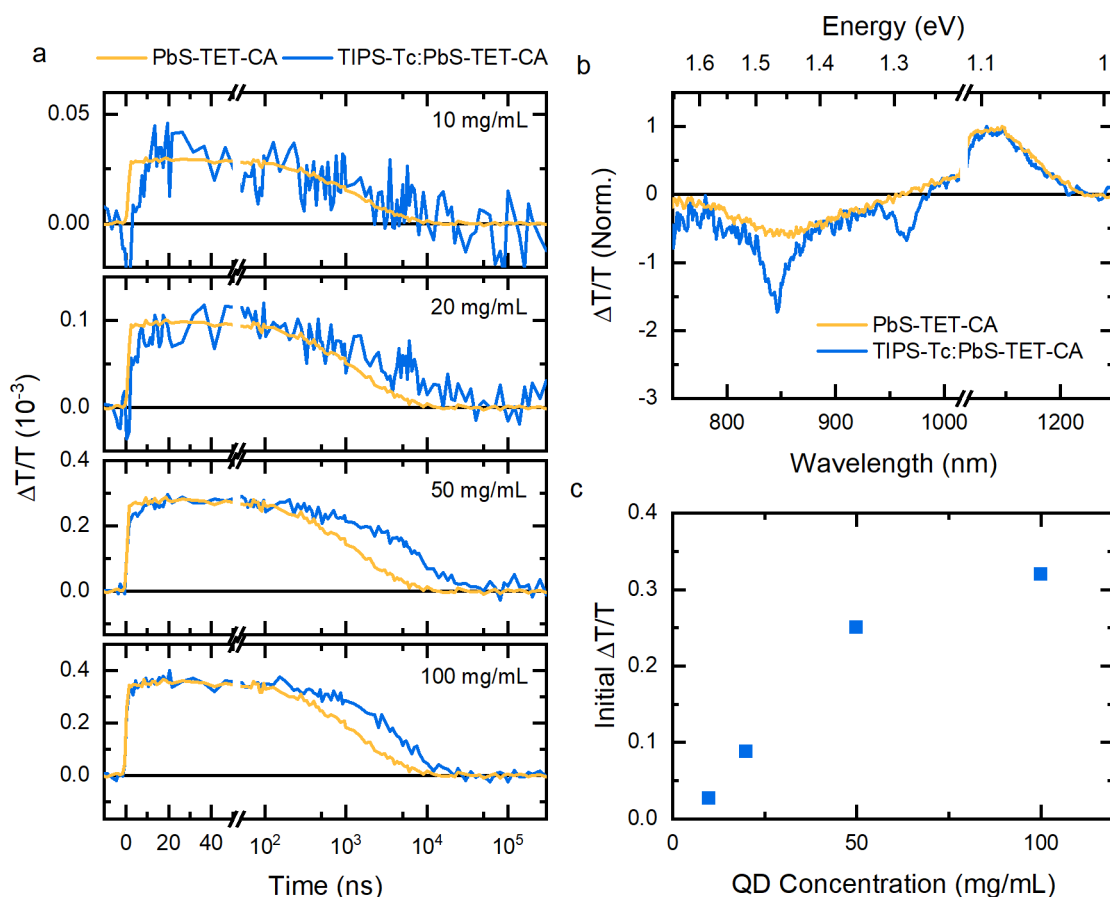 a
PbS-TET-CA TIPS-Tc:PbS-TET-CA
0.05
0.00
10 mg/mL
0.1
0.0
20 mg/mL
0.4
0.2
0.0
50 mg/mL
0.4
0.2
0.0
100 mg/mL
ΔT/T (10⁻³)
0 20 40 10² 10³ 10⁴ 10⁵
Time (ns)
b
Energy (eV)
1.6 1.5 1.4 1.3 1.1 1
1
0
-1
-2
-3
ΔT/T (Norm.)
PbS-TET-CA
TIPS-Tc:PbS-TET-CA
800 900 1000 1200
Wavelength (nm)
c
0.4
0.3
0.2
0.1
0.0
Initial ΔT/T
0 50 100
QD Concentration (mg/mL)